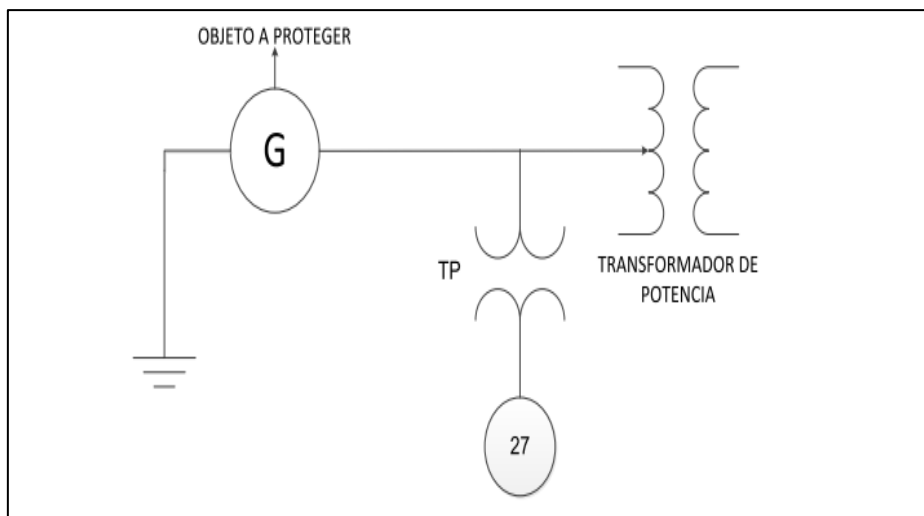 OBJETO A PROTEGER
G
TP
TRANSFORMADOR DE
POTENCIA
27